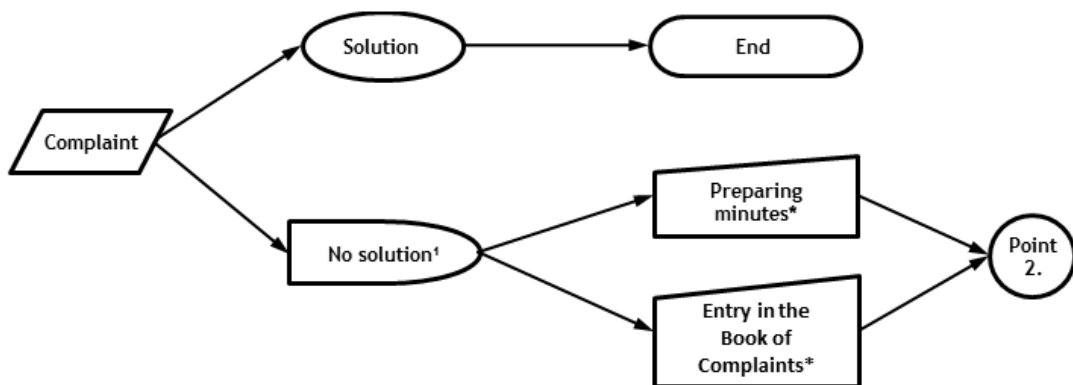 Solution
End
Complaint
Preparing
minutes*
No solution¹
Point
2.
Entry in the
Book of
Complaints*